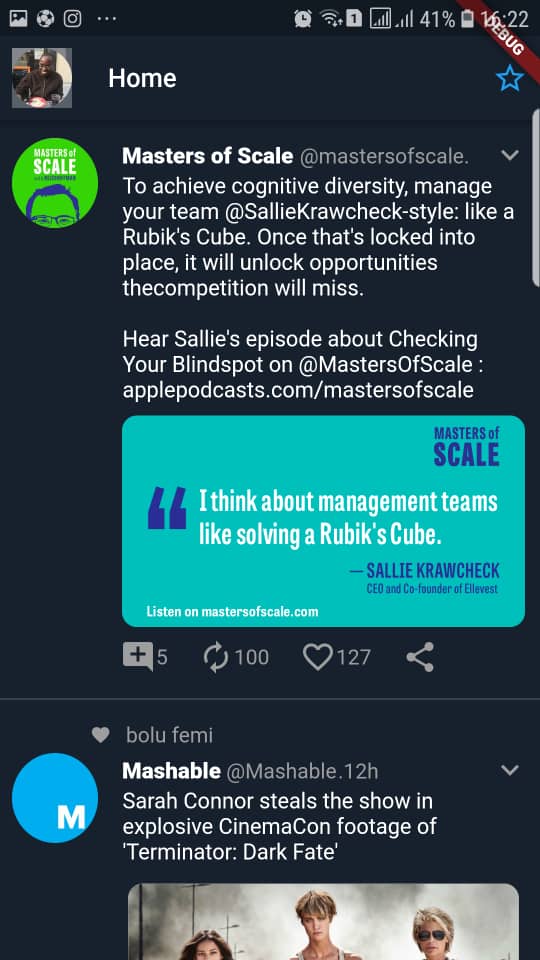 1 41% 16:22
DEBUG
Home
MASTERS of
SCALE
Masters of Scale @mastersofscale.
To achieve cognitive diversity, manage
your team @SallieKrawcheck-style: like a
Rubik's Cube. Once that's locked into
place, it will unlock opportunities
thecompetition will miss.
Hear Sallie's episode about Checking
Your Blindspot on @MastersOfScale :
applepodcasts.com/mastersofscale
MASTERS of
SCALE
“ I think about management teams
like solving a Rubik's Cube.
— SALLIE KRAWCHECK
CEO and Co-founder of Ellevest
Listen on mastersofscale.com
5 100 127
bolu femi
M
Mashable @Mashable.12h
Sarah Connor steals the show in
explosive CinemaCon footage of
'Terminator: Dark Fate'